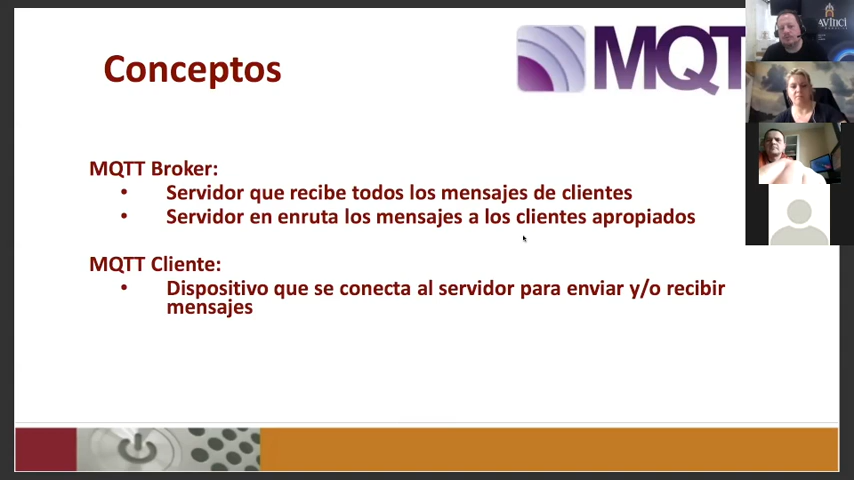 Conceptos
MQT
MQTT Broker:
• Servidor que recibe todos los mensajes de clientes
• Servidor en enruta los mensajes a los clientes apropiados
MQTT Cliente:
• Dispositivo que se conecta al servidor para enviar y/o recibir
mensajes